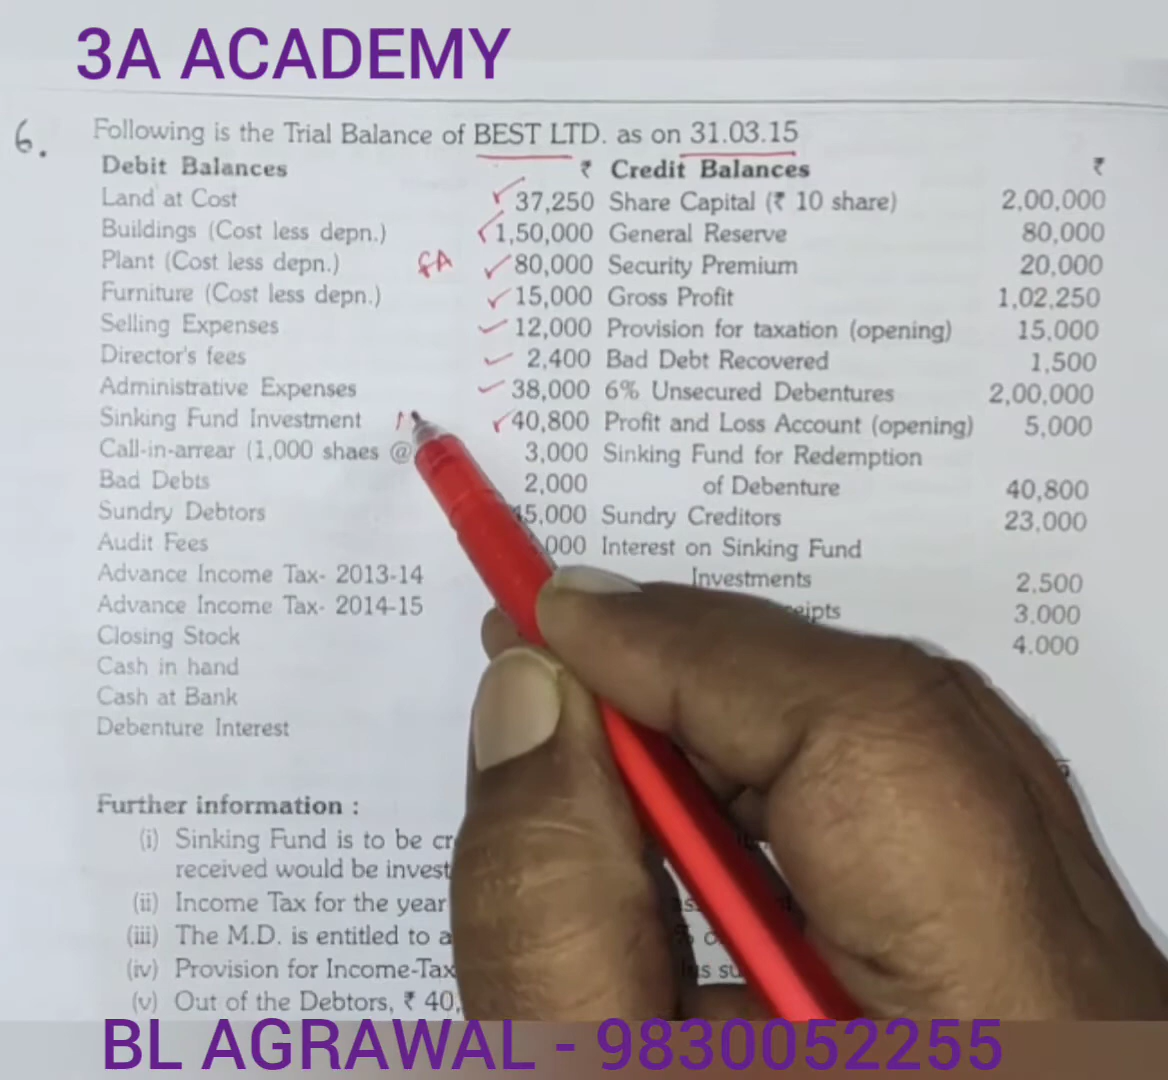 3A ACADEMY
6. Following is the Trial Balance of BEST LTD. as on 31.03.15
Debit Balances ₹ Credit Balances ₹
Land at Cost 37,250 Share Capital (₹ 10 share) 2,00,000
Buildings (Cost less depn.) 1,50,000 General Reserve 80,000
Plant (Cost less depn.) FA 80,000 Security Premium 20,000
Furniture (Cost less depn.) 15,000 Gross Profit 1,02,250
Selling Expenses 12,000 Provision for taxation (opening) 15,000
Director's fees 2,400 Bad Debt Recovered 1,500
Administrative Expenses 38,000 6% Unsecured Debentures 2,00,000
Sinking Fund Investment 40,800 Profit and Loss Account (opening) 5,000
Call-in-arrear (1,000 shaes @ 3,000 Sinking Fund for Redemption
Bad Debts 2,000 of Debenture 40,800
Sundry Debtors 45,000 Sundry Creditors 23,000
Audit Fees ,000 Interest on Sinking Fund
Advance Income Tax- 2013-14 Investments 2,500
Advance Income Tax- 2014-15 3.000
Closing Stock 4.000
Cash in hand
Cash at Bank
Debenture Interest
Further information :
(i) Sinking Fund is to be
received would be
(ii) Income Tax for the year
(iii) The M.D. is entitled to a
(iv) Provision for Income-Tax
(v) Out of the Debtors, ₹ 40,
BL AGRAWAL - 9830052255